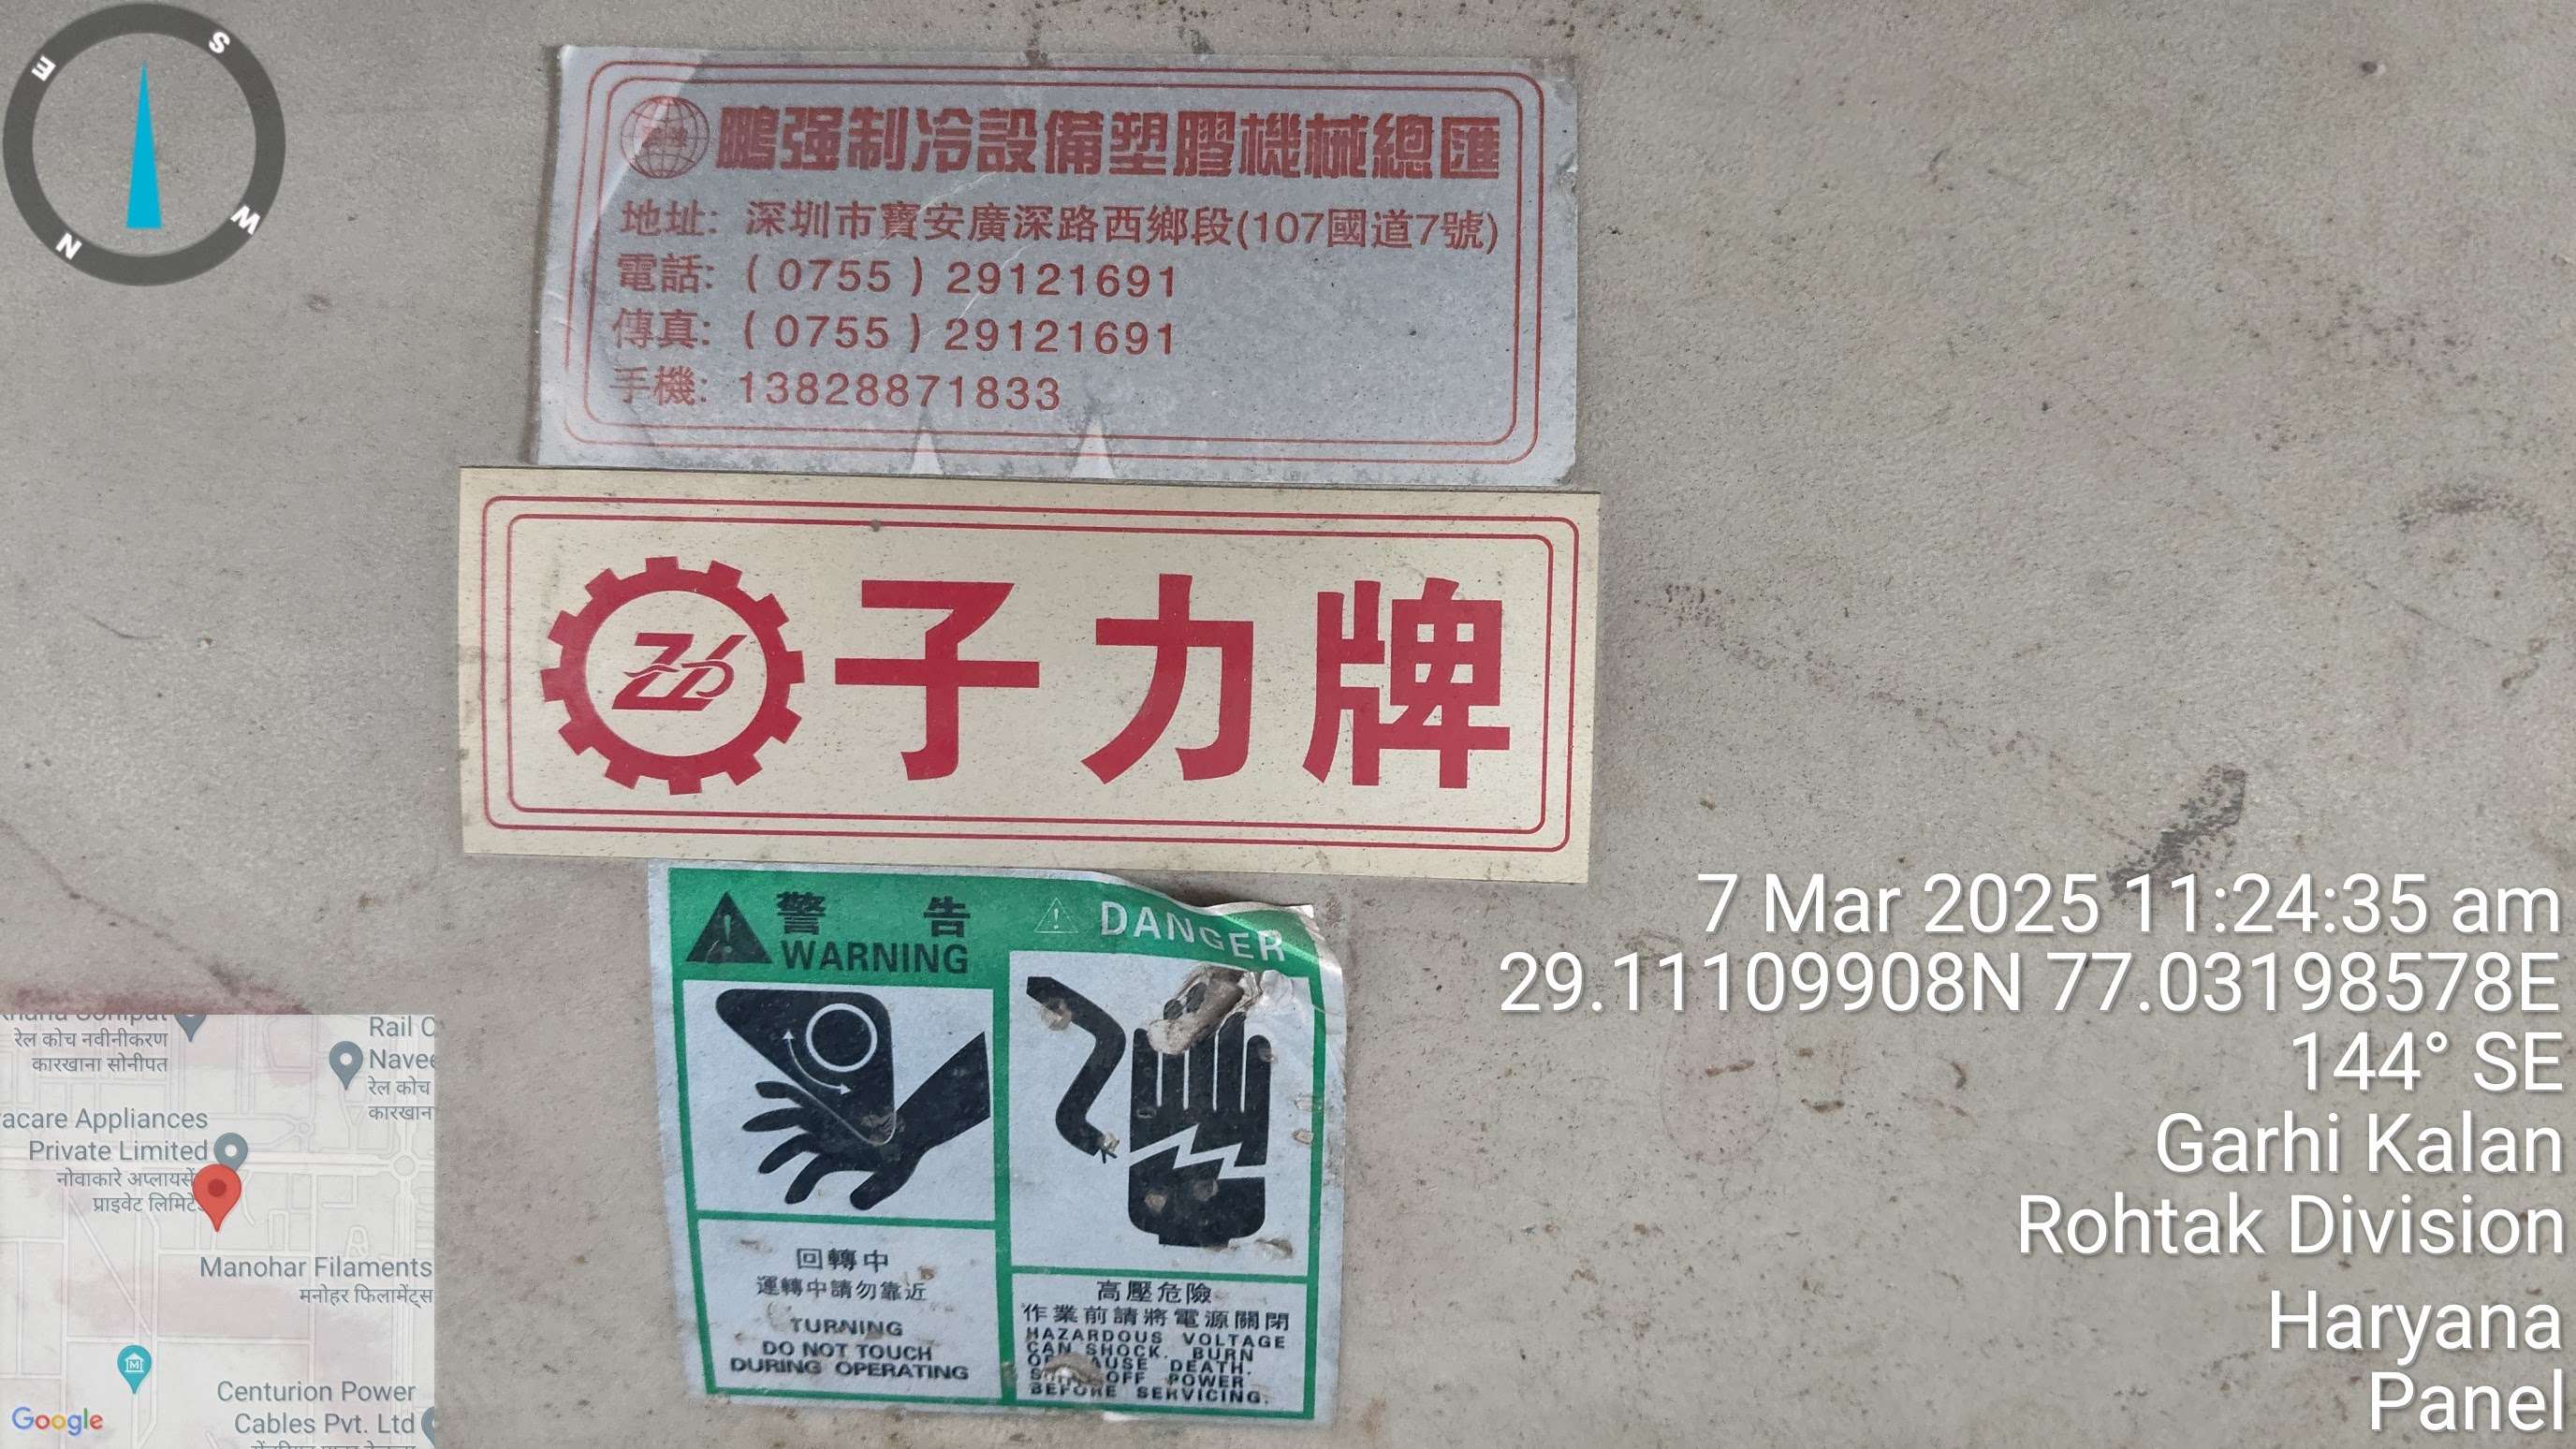 鵬强制冷設備塑膠機械總匯
地址: 深圳市寶安廣深路西鄉段(107國道7號)
電話: (0755) 29121691
傳真: (0755) 29121691
手機: 13828871833
子力牌
警告 DANGER
WARNING
回轉中
運轉中請勿靠近
TURNING
DO NOT TOUCH
DURING OPERATING
高壓危險
作業前請將電源關閉
HAZARDOUS VOLTAGE
CAN SHOCK. BURN
DEATH.
OFF POWER
BEFORE SERVICING.
7 Mar 2025 11:24:35 am
29.11109908N 77.03198578E
144° SE
Garhi Kalan
Rohtak Division
Haryana
Panel
S
E
W
N
रेल कोच नवीनीकरण
कारखाना सोनीपत
Rail
रेल कोच
Appliances
Private Limited
नोवाकारे
प्राइवेट
Manohar Filaments
मनोहर फिलामेंट्स
Centurion Power
Cables Pvt. Ltd
Google